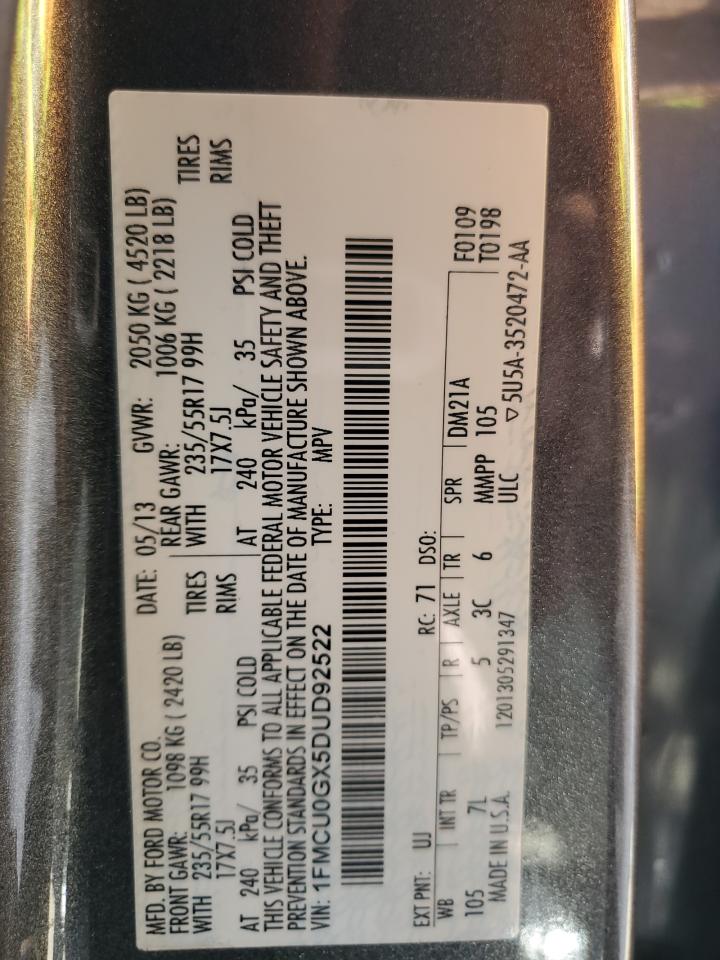 MFD. BY FORD MOTOR CO.
DATE: 05/13 GVWR: 2050 KG ( 4520 LB)
FRONT GAWR: 1098 KG ( 2420 LB) REAR GAWR: 1006 KG ( 2218 LB)
WITH 235/55R17 99H TIRES WITH 235/55R17 99H TIRES
17X7.5J RIMS 17X7.5J RIMS
AT 240 kPa/ 35 PSI COLD AT 240 kPa/ 35 PSI COLD
THIS VEHICLE CONFORMS TO ALL APPLICABLE FEDERAL MOTOR VEHICLE SAFETY AND THEFT
PREVENTION STANDARDS IN EFFECT ON THE DATE OF MANUFACTURE SHOWN ABOVE.
VIN: 1FMCU0GX5DUD92522 TYPE: MPV
EXT PNT: UJ RC: 71 DSO:
WB INT TR TP/PS R AXLE TR SPR DM21A F0109
105 7L 5 3C 6 MMPP 105 T0198
MADE IN U.S.A. 1201305291347 ULC ▽5U5A-3520472-AA